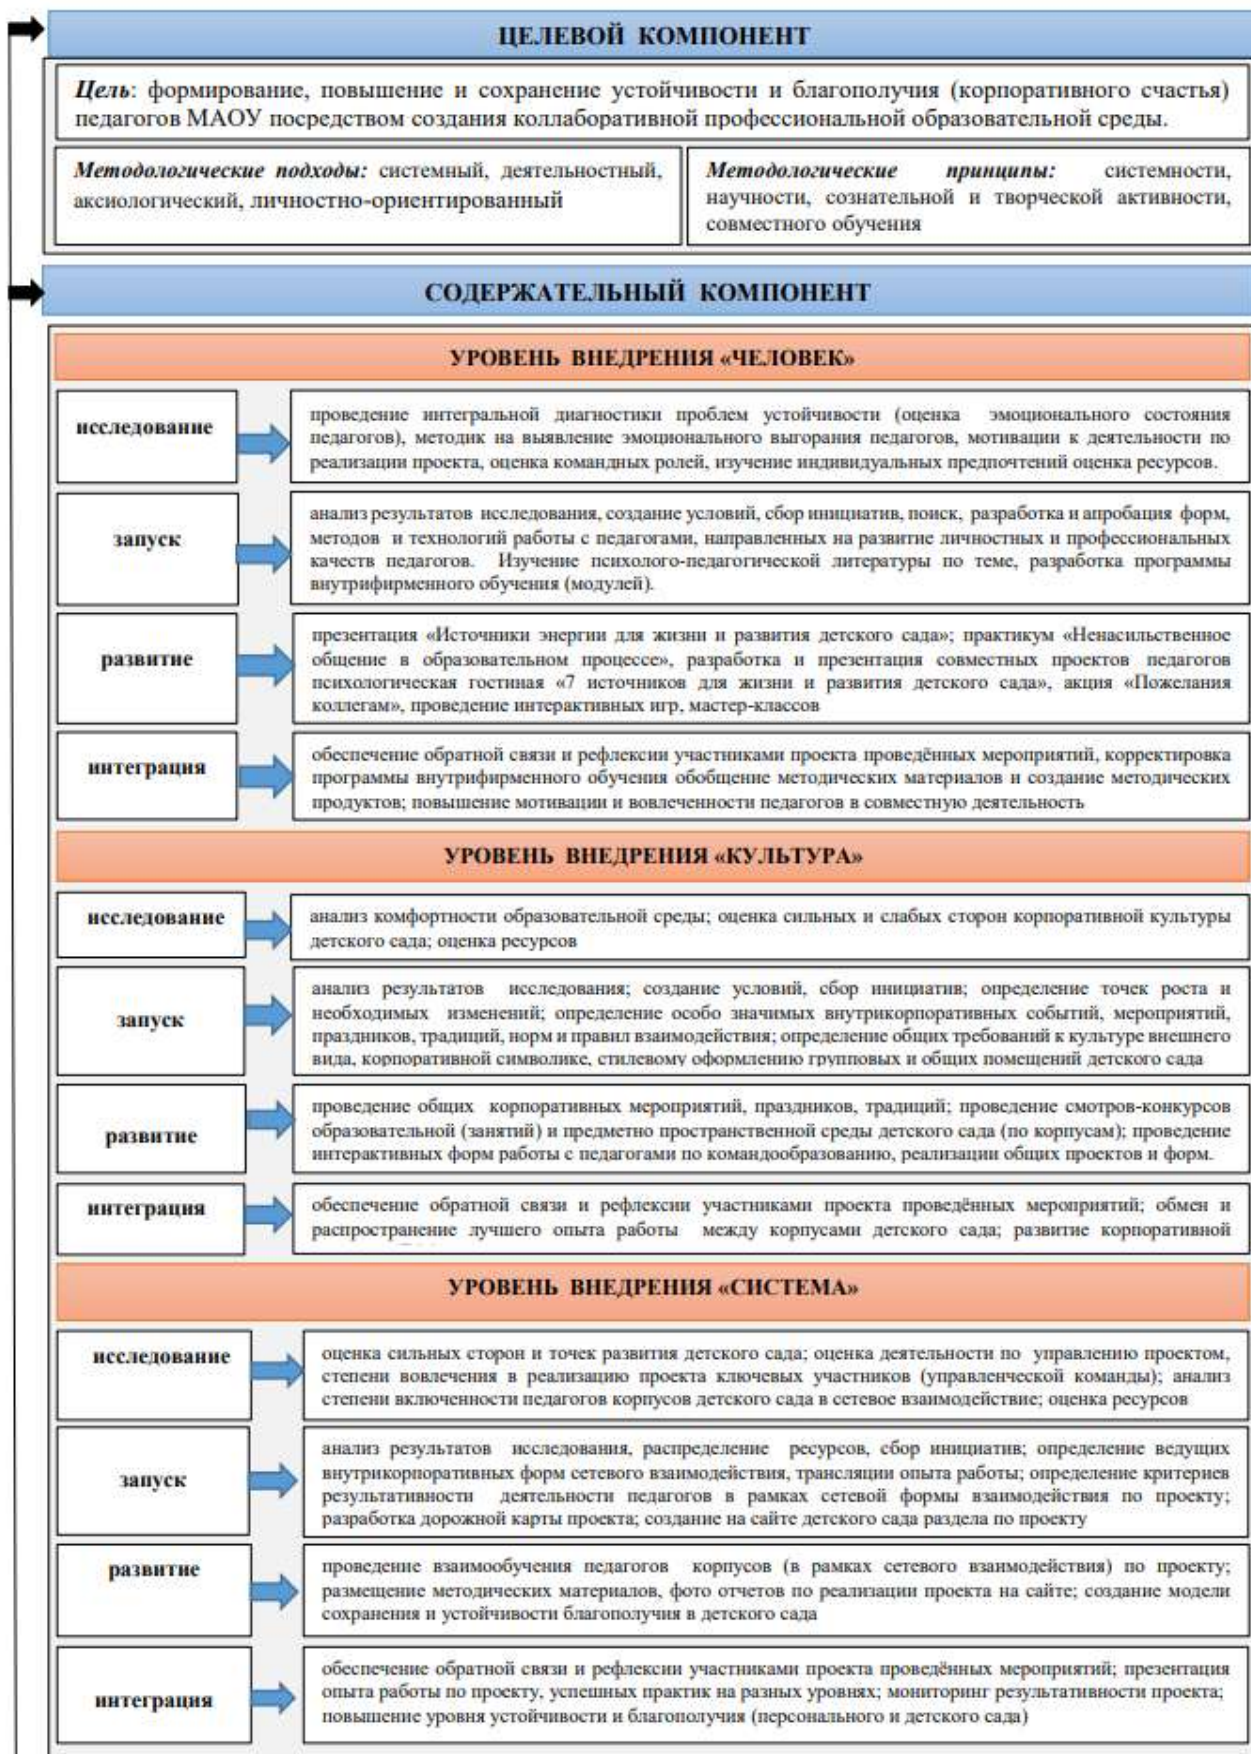 ЦЕЛЕВОЙ КОМПОНЕНТ
Цель: формирование, повышение и сохранение устойчивости и благополучия (корпоративного счастья)
педагогов МАОУ посредством создания коллаборативной профессиональной образовательной среды.
Методологические подходы: системный, деятельностный,
аксиологический, личностно-ориентированный
Методологические принципы: системности,
научности, сознательной и творческой активности,
совместного обучения
СОДЕРЖАТЕЛЬНЫЙ КОМПОНЕНТ
УРОВЕНЬ ВНЕДРЕНИЯ «ЧЕЛОВЕК»
исследование
проведение интегральной диагностики проблем устойчивости (оценка эмоционального состояния
педагогов), методик на выявление эмоционального выгорания педагогов, мотивации к деятельности по
реализации проекта, оценка командных ролей, изучение индивидуальных предпочтений оценка ресурсов.
запуск
анализ результатов исследования, создание условий, сбор инициатив, поиск, разработка и апробация форм,
методов и технологий работы с педагогами, направленных на развитие личностных и профессиональных
качеств педагогов. Изучение психолого-педагогической литературы по теме, разработка программы
внутрифирменного обучения (модулей).
развитие
презентация «Источники энергии для жизни и развития детского сада»; практикум «Ненасильственное
общение в образовательном процессе», разработка и презентация совместных проектов педагогов
психологическая гостиная «7 источников для жизни и развития детского сада», акция «Пожелания
коллегам», проведение интерактивных игр, мастер-классов
интеграция
обеспечение обратной связи и рефлексии участниками проекта проведённых мероприятий, корректировка
программы внутрифирменного обучения обобщение методических материалов и создание методических
продуктов; повышение мотивации и вовлеченности педагогов в совместную деятельность
УРОВЕНЬ ВНЕДРЕНИЯ «КУЛЬТУРА»
исследование
анализ комфортности образовательной среды; оценка сильных и слабых сторон корпоративной культуры
детского сада; оценка ресурсов
запуск
анализ результатов исследования; создание условий, сбор инициатив; определение точек роста и
необходимых изменений; определение особо значимых внутрикорпоративных событий, мероприятий,
праздников, традиций, норм и правил взаимодействия; определение общих требований к культуре внешнего
вида, корпоративной символике, стилевому оформлению групповых и общих помещений детского сада
развитие
проведение общих корпоративных мероприятий, праздников, традиций; проведение смотров-конкурсов
образовательной (занятий) и предметно пространственной среды детского сада (по корпусам); проведение
интерактивных форм работы с педагогами по командообразованию, реализации общих проектов и форм.
интеграция
обеспечение обратной связи и рефлексии участниками проекта проведённых мероприятий; обмен и
распространение лучшего опыта работы между корпусами детского сада; развитие корпоративной
УРОВЕНЬ ВНЕДРЕНИЯ «СИСТЕМА»
исследование
оценка сильных сторон и точек развития детского сада; оценка деятельности по управлению проектом,
степени вовлечения в реализацию проекта ключевых участников (управленческой команды); анализ
степени включенности педагогов корпусов детского сада в сетевое взаимодействие; оценка ресурсов
запуск
анализ результатов исследования, распределение ресурсов, сбор инициатив; определение ведущих
внутрикорпоративных форм сетевого взаимодействия, трансляции опыта работы; определение критериев
результативности деятельности педагогов в рамках сетевой формы взаимодействия по проекту;
разработка дорожной карты проекта; создание на сайте детского сада раздела по проекту
развитие
проведение взаимообучения педагогов корпусов (в рамках сетевого взаимодействия) по проекту;
размещение методических материалов, фото отчетов по реализации проекта на сайте; создание модели
сохранения и устойчивости благополучия в детского сада
интеграция
обеспечение обратной связи и рефлексии участниками проекта проведённых мероприятий; презентация
опыта работы по проекту, успешных практик на разных уровнях; мониторинг результативности проекта;
повышение уровня устойчивости и благополучия (персонального и детского сада)